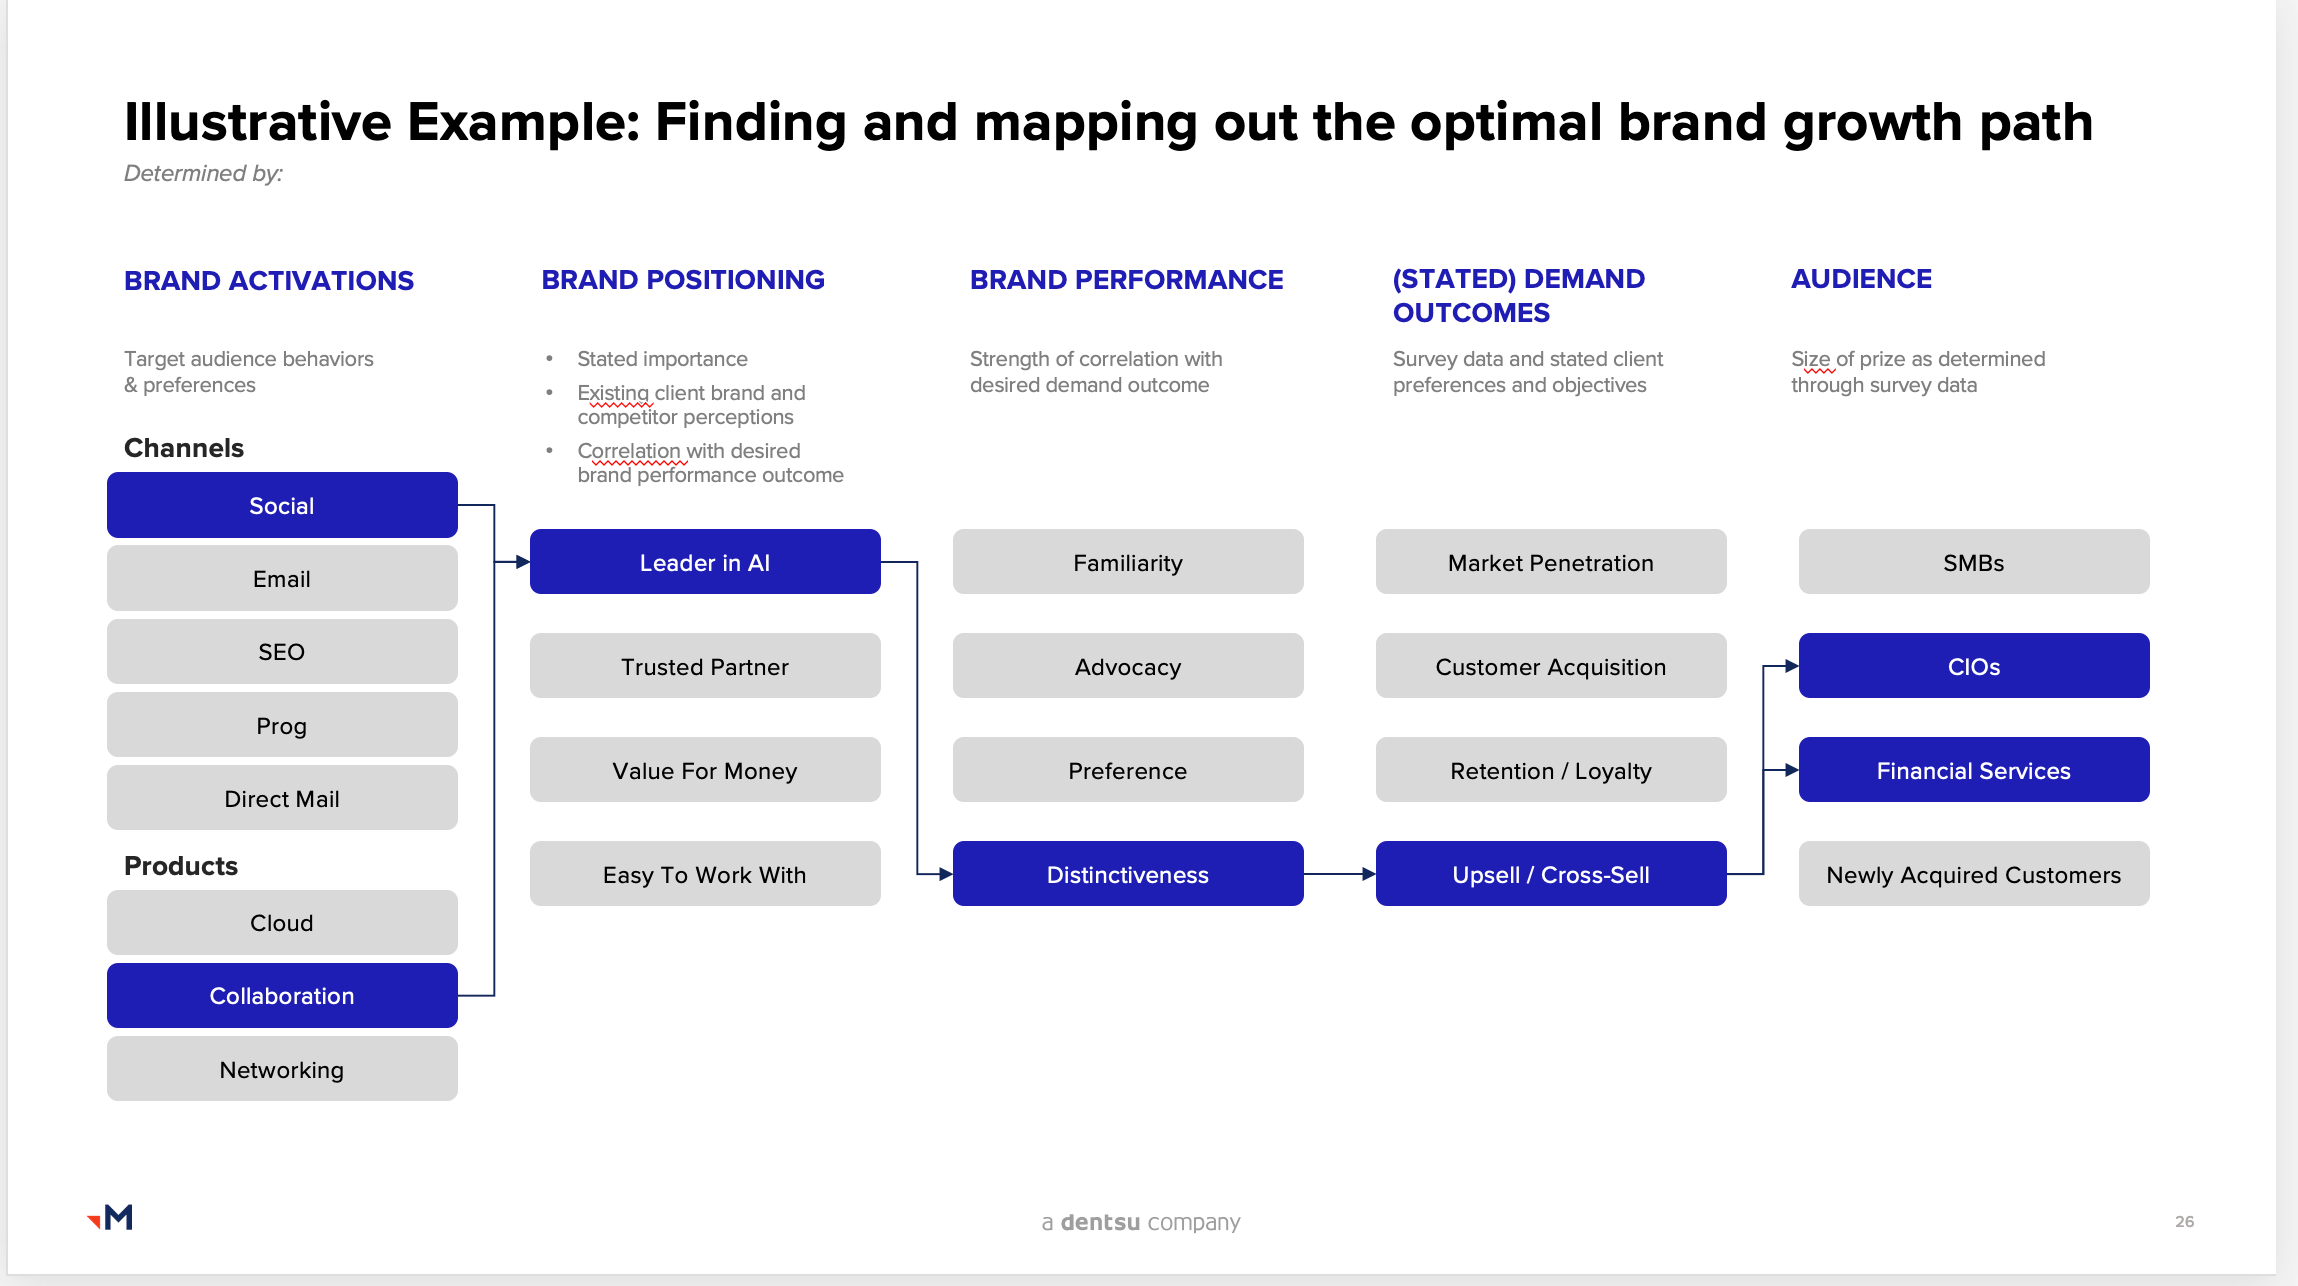 Illustrative Example: Finding and mapping out the optimal brand growth path
Determined by:
BRAND ACTIVATIONS
Target audience behaviors
& preferences
Channels
Social
Email
SEO
Prog
Direct Mail
Products
Cloud
Collaboration
Networking
BRAND POSITIONING
• Stated importance
• Existing client brand and
competitor perceptions
• Correlation with desired
brand performance outcome
Leader in AI
Trusted Partner
Value For Money
Easy To Work With
BRAND PERFORMANCE
Strength of correlation with
desired demand outcome
Familiarity
Advocacy
Preference
Distinctiveness
(STATED) DEMAND
OUTCOMES
Survey data and stated client
preferences and objectives
Market Penetration
Customer Acquisition
Retention / Loyalty
Upsell / Cross-Sell
AUDIENCE
Size of prize as determined
through survey data
SMBs
CIOs
Financial Services
Newly Acquired Customers
M
a dentsu company
26